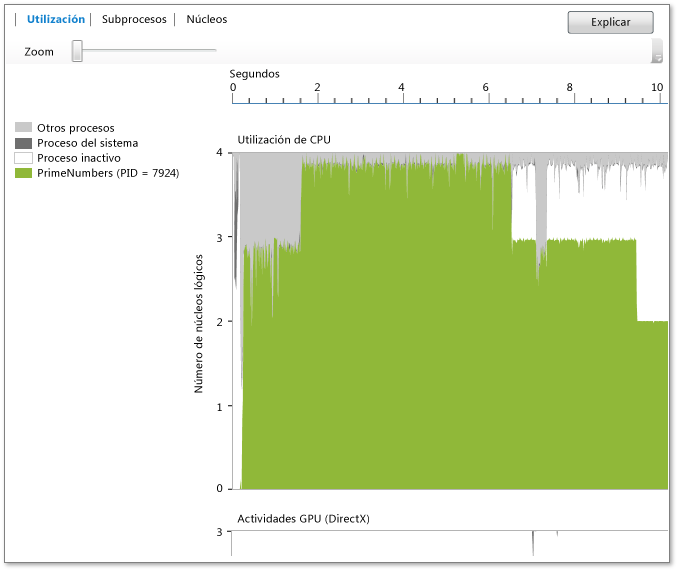 Utilización Subprocesos Núcleos Explicar
Zoom
Segundos
0 2 4 6 8 10
Otros procesos
Proceso del sistema
Proceso inactivo
PrimeNumbers (PID = 7924)
Utilización de CPU
4
3
2
1
0
Número de núcleos lógicos
Actividades GPU (DirectX)
3